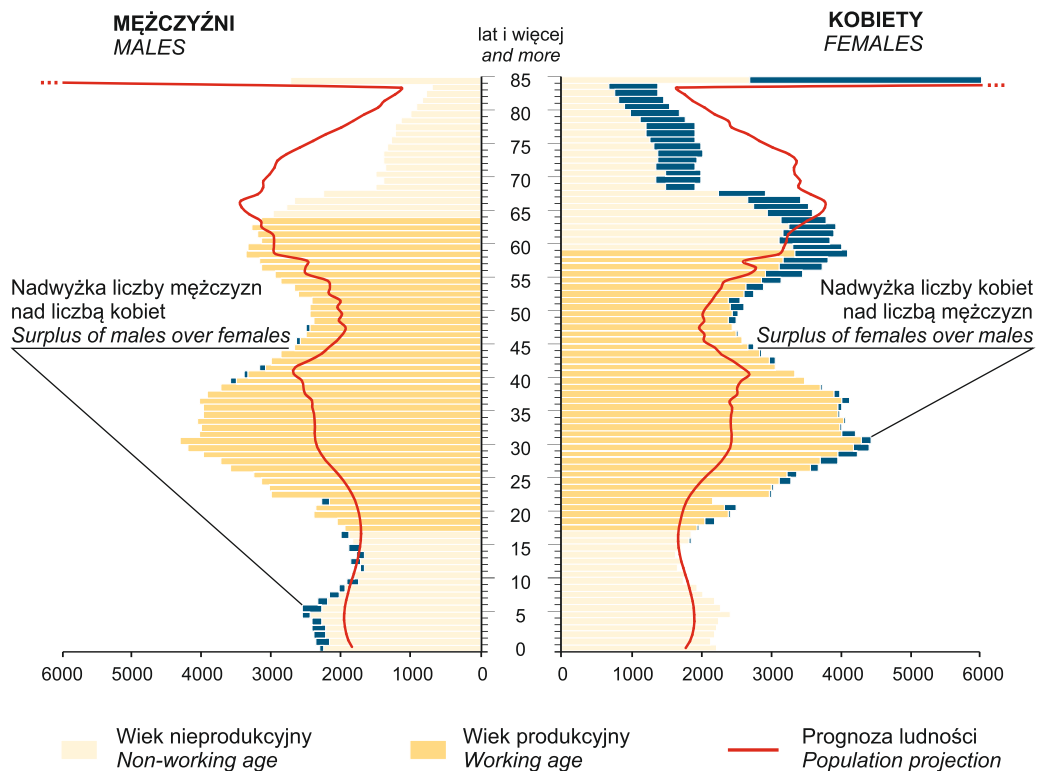 MĘŻCZYŹNI
MALES
lat i więcej
and more
KOBIETY
FEMALES
85
80
75
70
65
60
55
50
45
40
35
30
25
20
15
10
5
0
Nadwyżka liczby mężczyzn
nad liczbą kobiet
Surplus of males over females
Nadwyżka liczby kobiet
nad liczbą mężczyzn
Surplus of females over males
6000 5000 4000 3000 2000 1000 0
0 1000 2000 3000 4000 5000 6000
Wiek nieprodukcyjny
Non-working age
Wiek produkcyjny
Working age
Prognoza ludności
Population projection